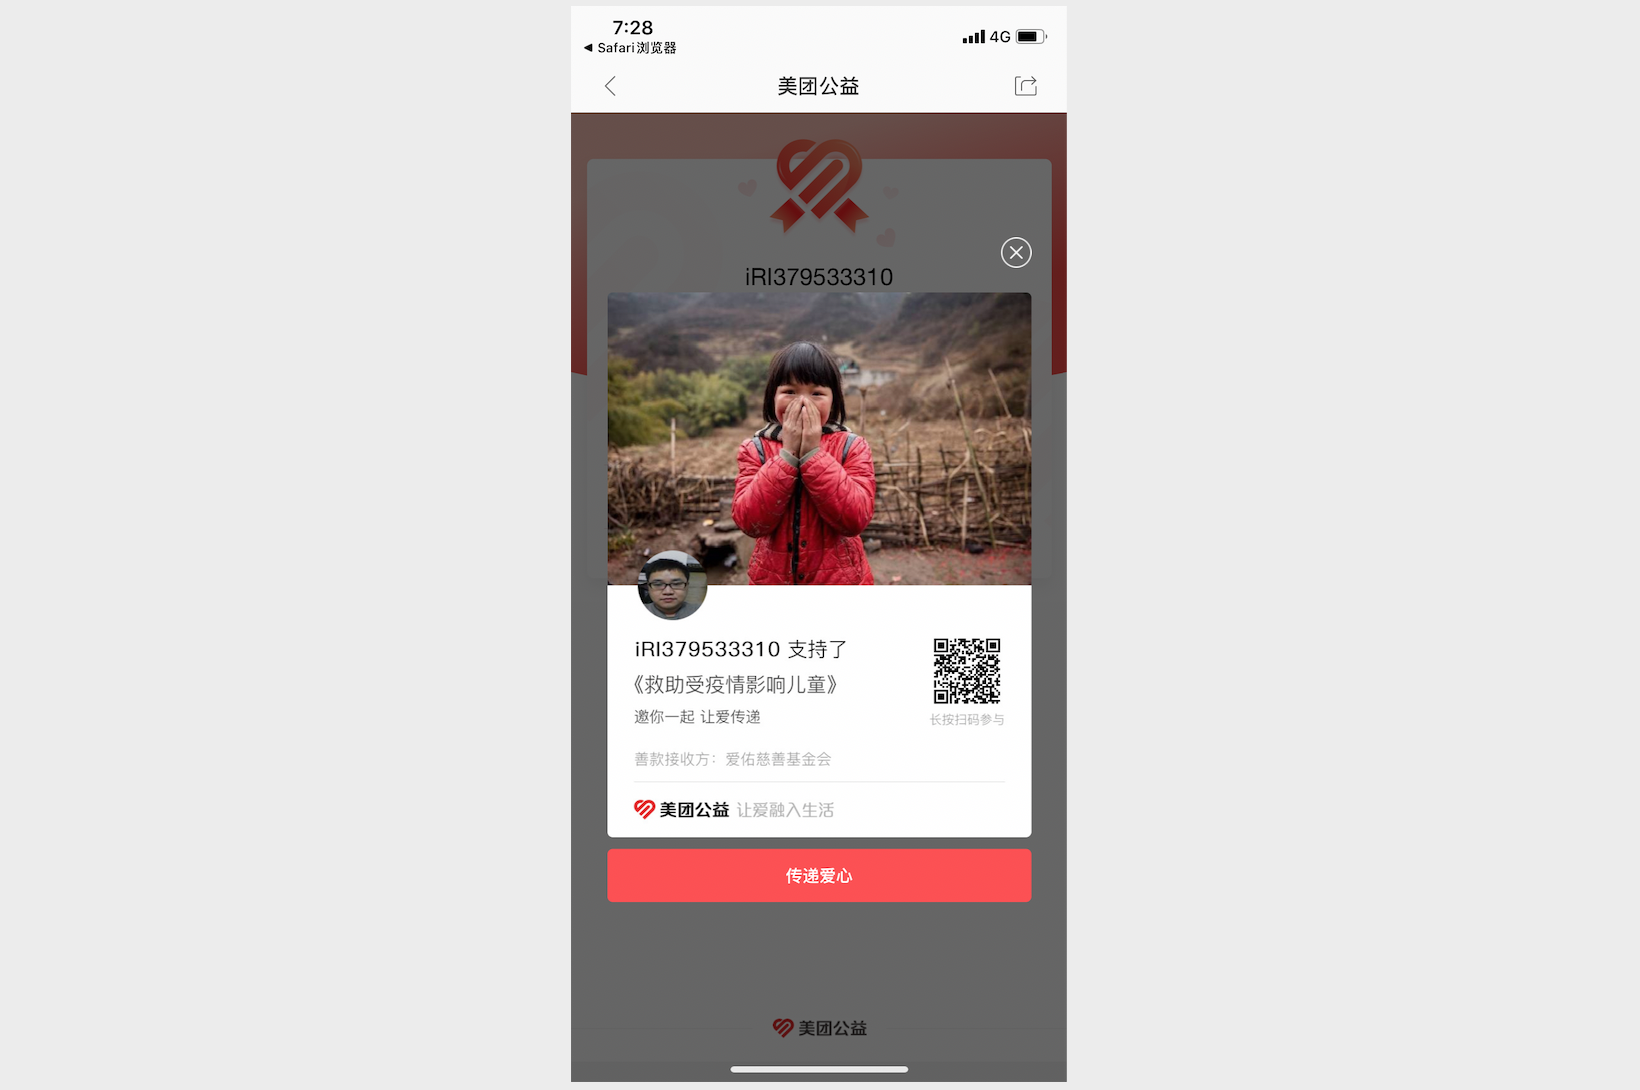 7:28
4G
◀ Safari浏览器
美团公益
iRI379533310
iRI379533310 支持了
《救助受疫情影响儿童》
邀你一起 让爱传递
长按扫码参与
善款接收方：爱佑慈善基金会
美团公益 让爱融入生活
传递爱心
美团公益